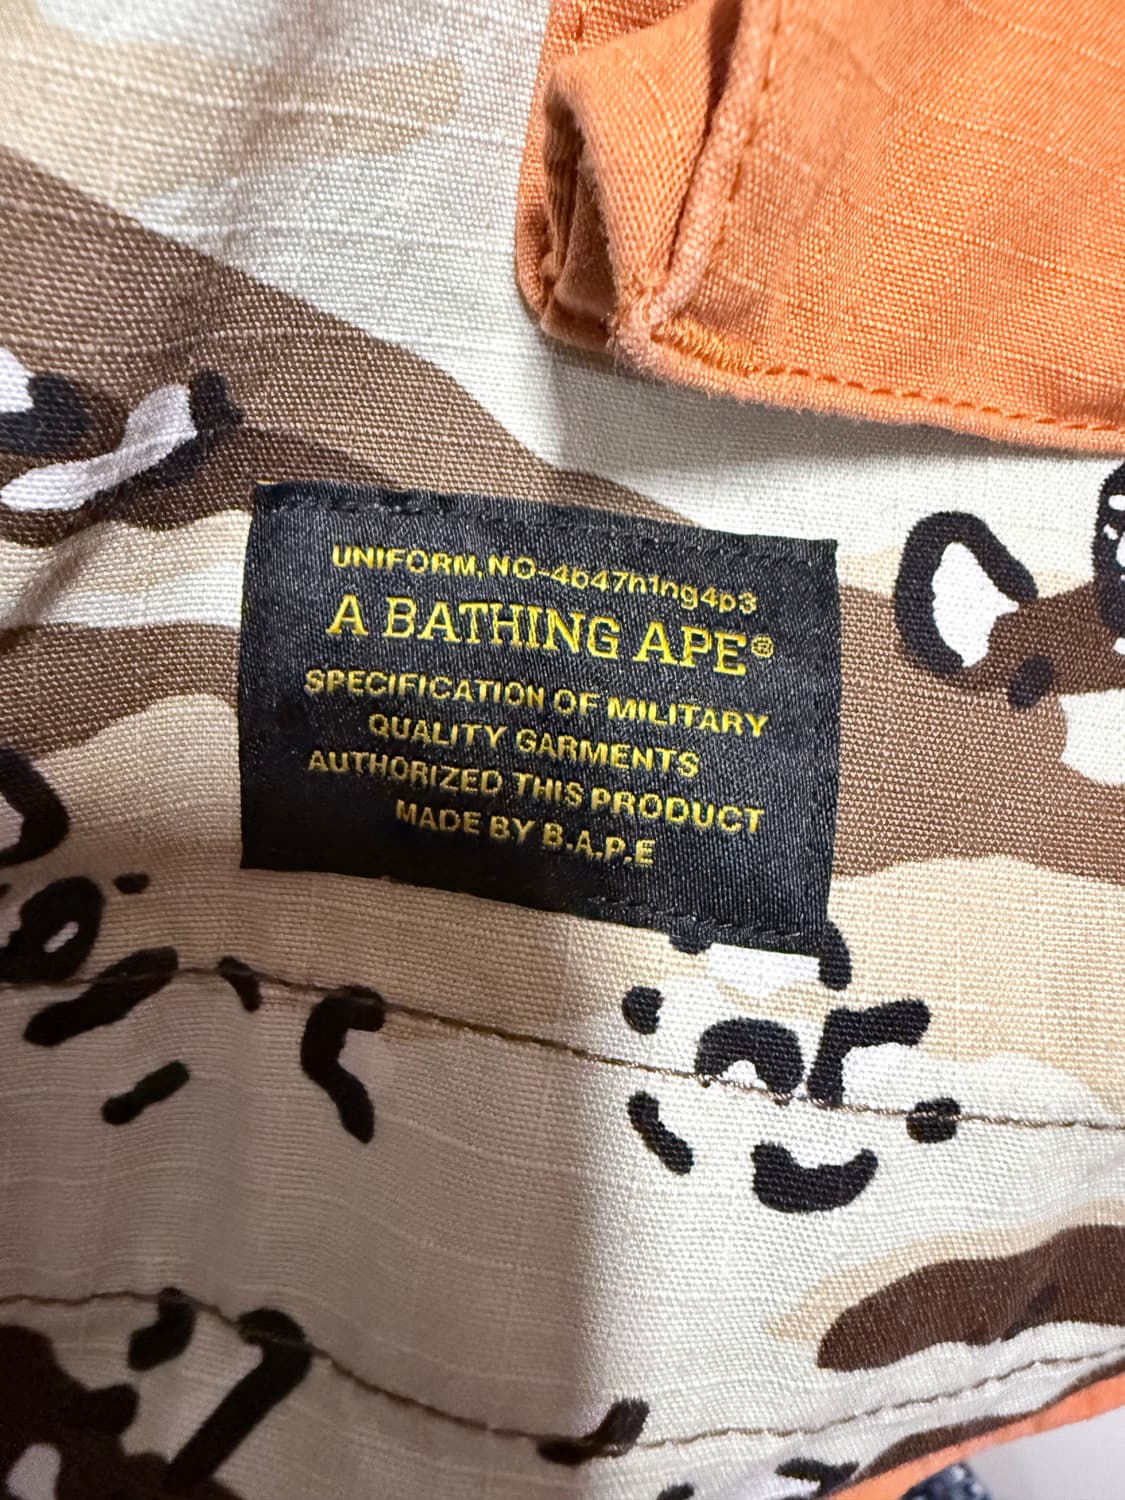 UNIFORM, NO-4b47h1ng4p3
A BATHING APE®
SPECIFICATION OF MILITARY
QUALITY GARMENTS
AUTHORIZED THIS PRODUCT
MADE BY B.A.P.E